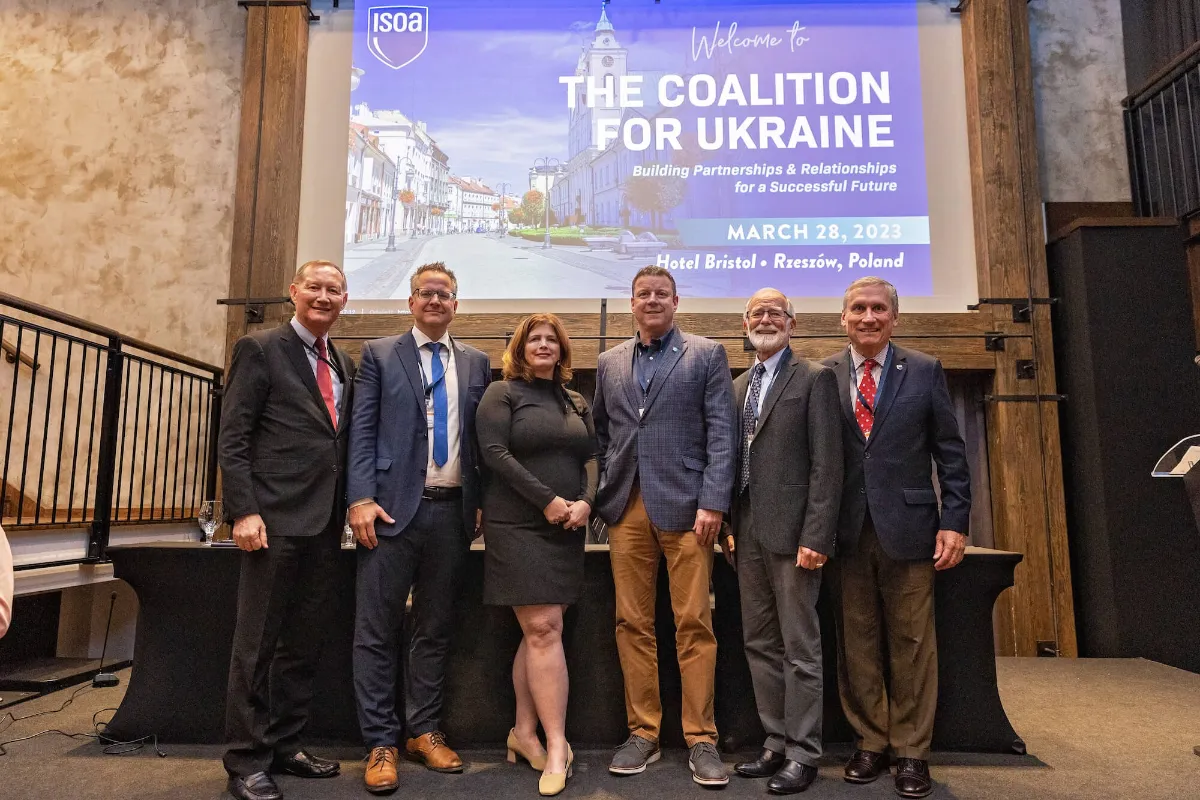 ISOA
Welcome to
THE COALITION
FOR UKRAINE
Building Partnerships & Relationships
for a Successful Future
MARCH 28, 2023
Hotel Bristol • Rzeszów, Poland